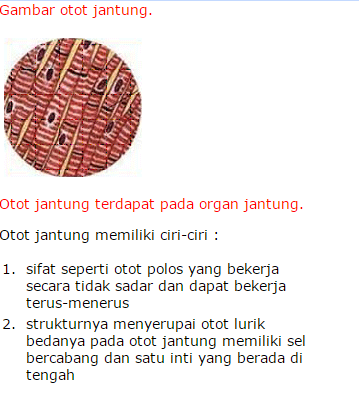 Gambar otot jantung.
Otot jantung terdapat pada organ jantung.
Otot jantung memiliki ciri-ciri :
1. sifat seperti otot polos yang bekerja
secara tidak sadar dan dapat bekerja
terus-menerus
2. strukturnya menyerupai otot lurik
bedanya pada otot jantung memiliki sel
bercabang dan satu inti yang berada di
tengah